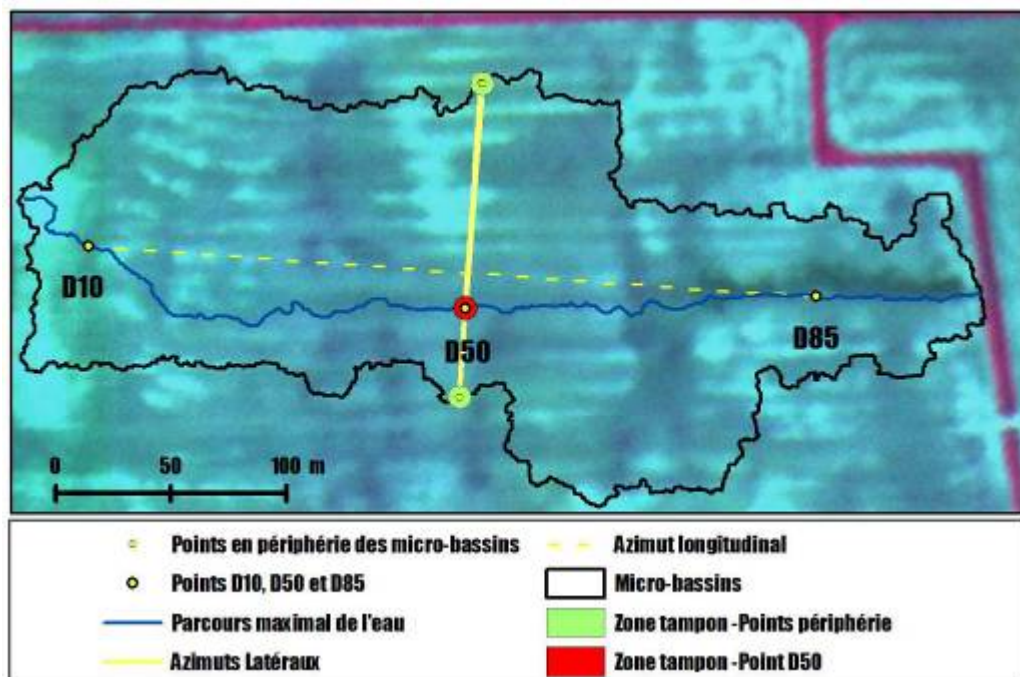 D10
D50
D85
0 50 100 m
Points en périphérie des micro-bassins
Azimut longitudinal
Points D10, D50 et D85
Micro-bassins
Parcours maximal de l'eau
Zone tampon -Points périphérie
Azimuts Latéraux
Zone tampon -Point D50